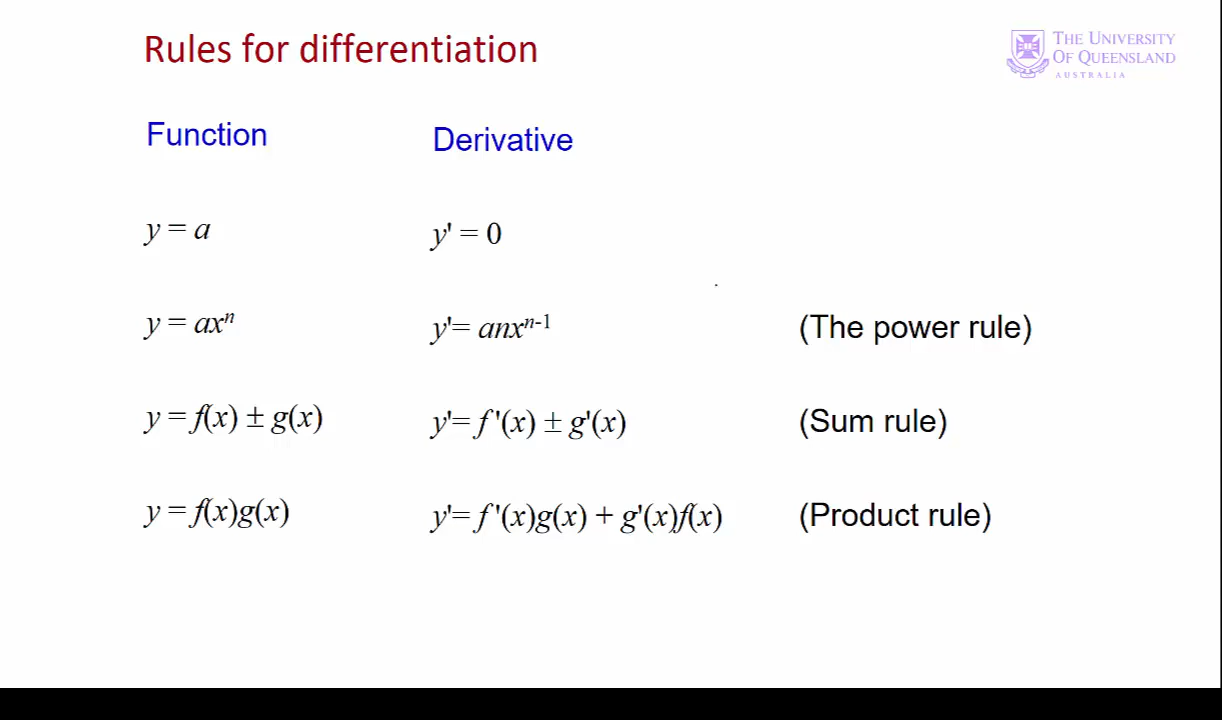 Rules for differentiation
THE UNIVERSITY
OF QUEENSLAND
AUSTRALIA
Function Derivative
y = a y' = 0
y = axⁿ y'= anxⁿ⁻¹ (The power rule)
y = f(x) ± g(x) y'= f '(x) ± g'(x) (Sum rule)
y = f(x)g(x) y'= f '(x)g(x) + g'(x)f(x) (Product rule)